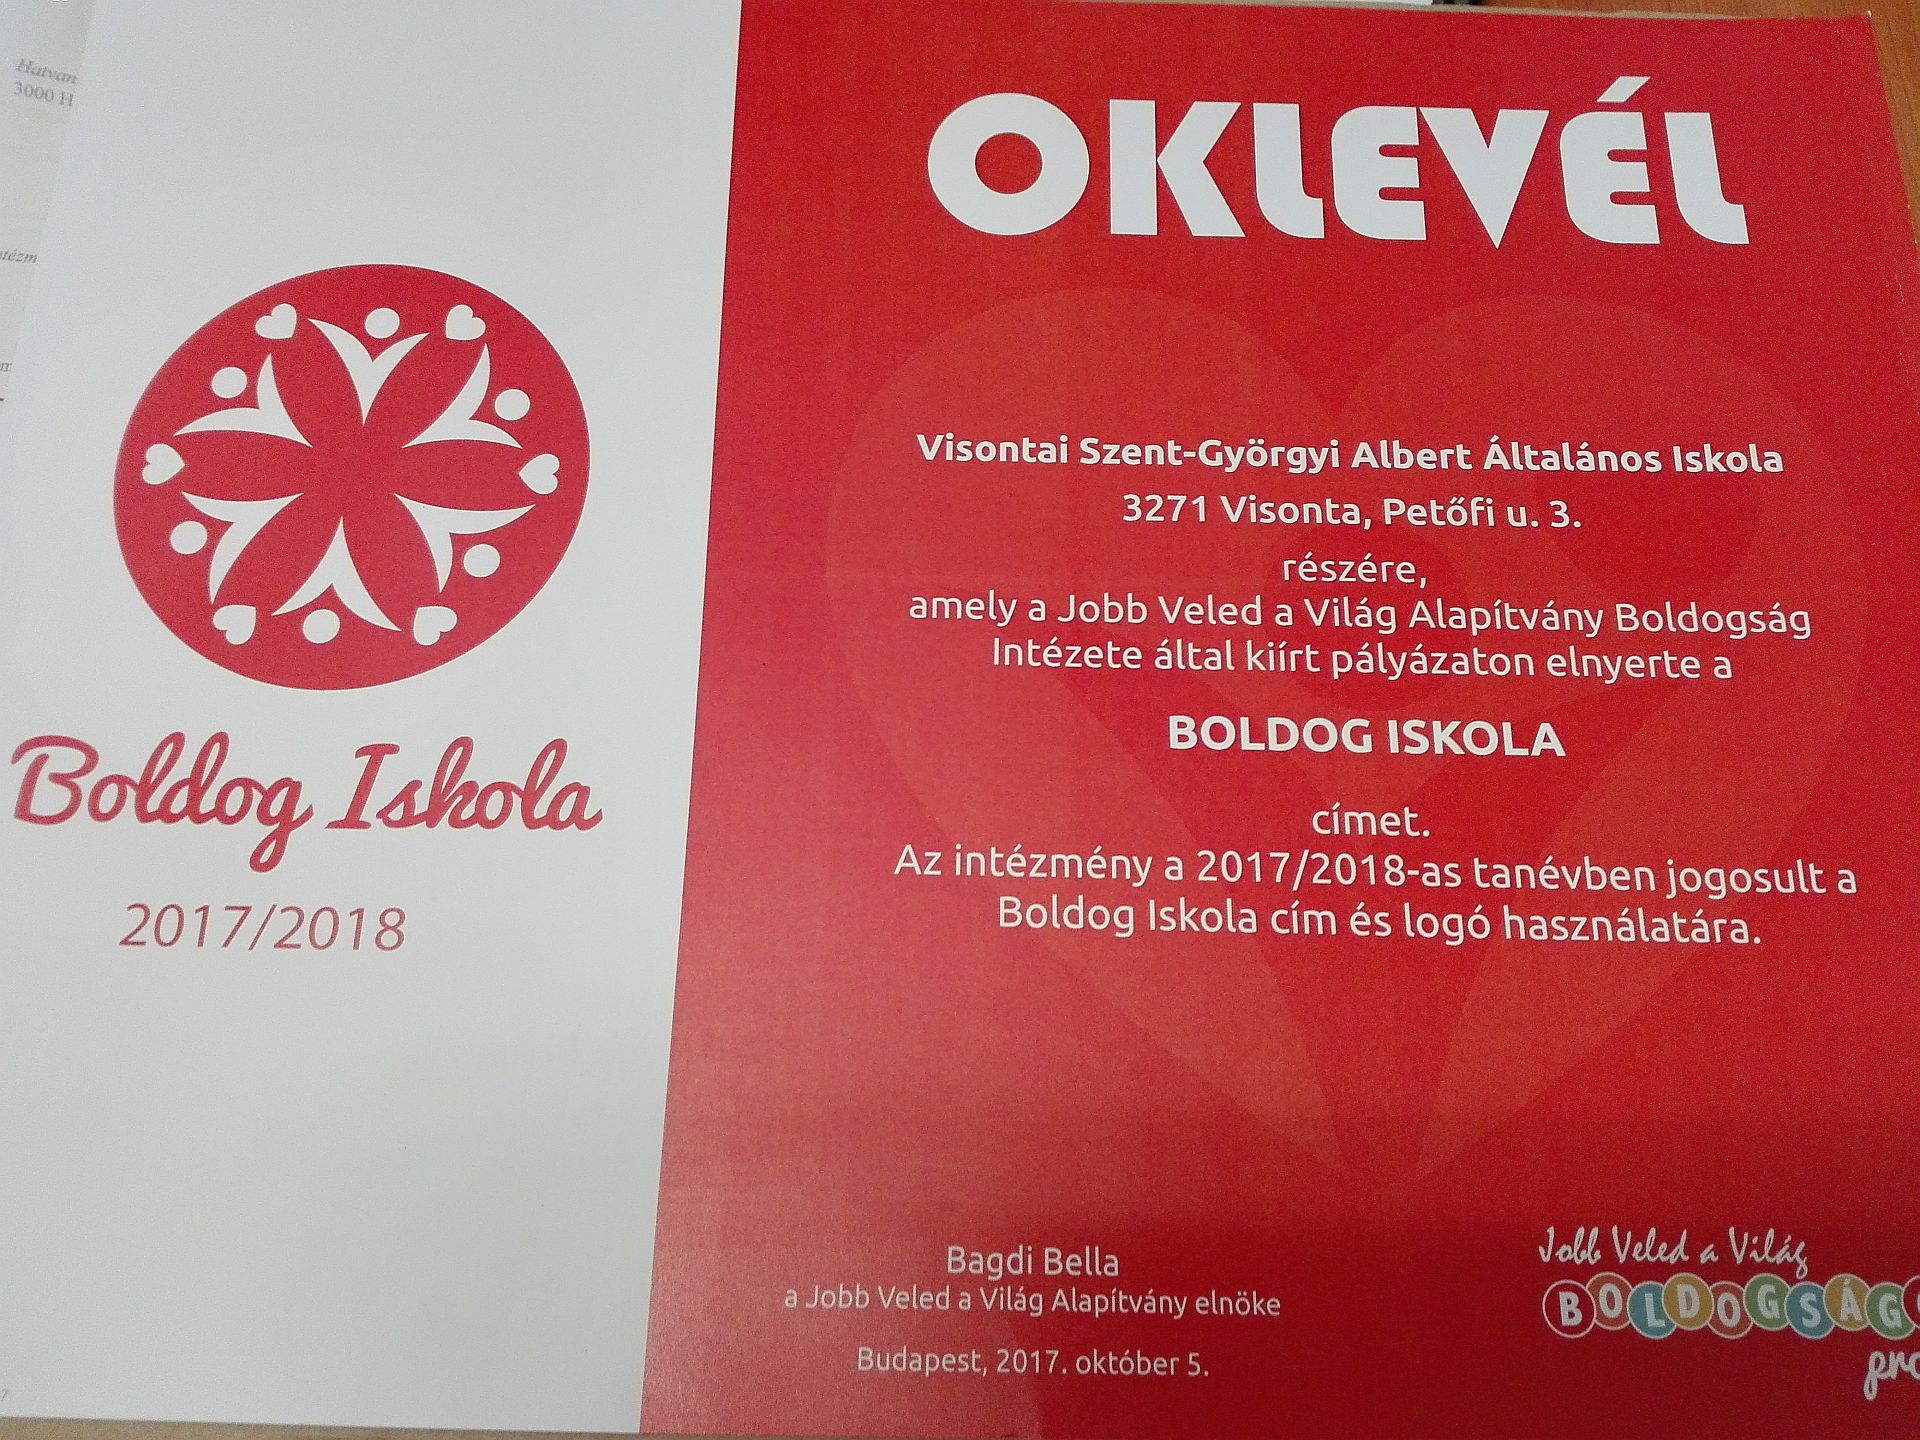 Hatvan
3000 H
Boldog Iskola
2017/2018
OKLEVÉL
Visontai Szent-Györgyi Albert Általános Iskola
3271 Visonta, Petőfi u. 3.
részére,
amely a Jobb Veled a Világ Alapítvány Boldogság
Intézete által kiírt pályázaton elnyerte a
BOLDOG ISKOLA
címet.
Az intézmény a 2017/2018-as tanévben jogosult a
Boldog Iskola cím és logó használatára.
Bagdi Bella
a Jobb Veled a Világ Alapítvány elnöke
Budapest, 2017. október 5.
Jobb Veled a Világ
BOLDOGSÁG